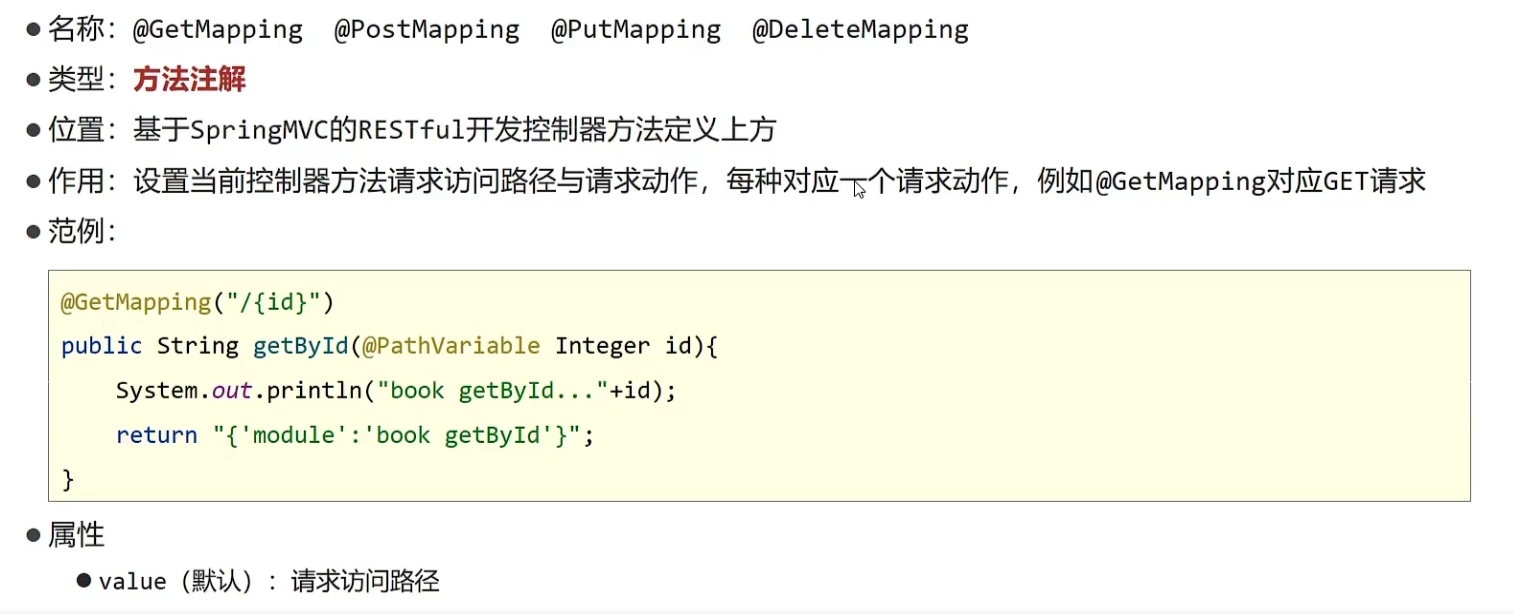 ● 名称：@GetMapping  @PostMapping  @PutMapping  @DeleteMapping
● 类型：方法注解
● 位置：基于SpringMVC的RESTful开发控制器方法定义上方
● 作用：设置当前控制器方法请求访问路径与请求动作，每种对应一个请求动作，例如@GetMapping对应GET请求
● 范例：
@GetMapping("/{id}")
public String getById(@PathVariable Integer id){
    System.out.println("book getById..."+id);
    return "{'module':'book getById'}";
}
● 属性
● value（默认）：请求访问路径